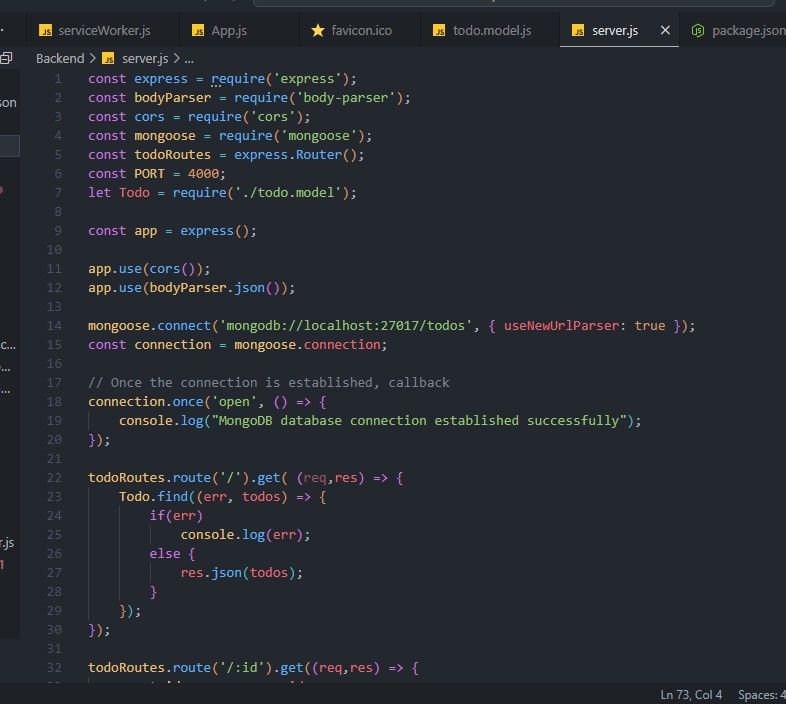 serviceWorker.js App.js favicon.ico todo.model.js server.js package.json
Backend > server.js > ...
1 const express = require('express');
2 const bodyParser = require('body-parser');
3 const cors = require('cors');
4 const mongoose = require('mongoose');
5 const todoRoutes = express.Router();
6 const PORT = 4000;
7 let Todo = require('./todo.model');
8
9 const app = express();
10
11 app.use(cors());
12 app.use(bodyParser.json());
13
14 mongoose.connect('mongodb://localhost:27017/todos', { useNewUrlParser: true });
15 const connection = mongoose.connection;
16
17 // Once the connection is established, callback
18 connection.once('open', () => {
19 console.log("MongoDB database connection established successfully");
20 });
21
22 todoRoutes.route('/').get( (req,res) => {
23 Todo.find((err, todos) => {
24 if(err)
25 console.log(err);
26 else {
27 res.json(todos);
28 }
29 });
30 });
31
32 todoRoutes.route('/:id').get((req,res) => {
Ln 73, Col 4 Spaces: 4